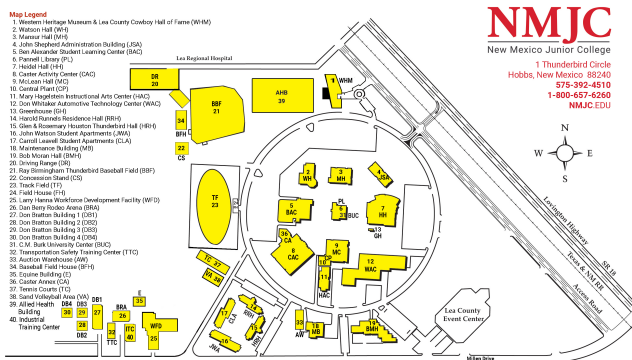 Map Legend
1. Western Heritage Museum & Lea County Cowboy Hall of Fame (WHM)
2. Watson Hall (WH)
3. Mansur Hall (MH)
4. John Shepherd Administration Building (JSA)
5. Ben Alexander Student Learning Center (BAC)
6. Pannell Library (PL)
7. Heidel Hall (HH)
8. Caster Activity Center (CAC)
9. McLean Hall (MC)
10. Central Plant (CP)
11. Mary Hagelstein Instructional Arts Center (HAC)
12. Don Whitaker Automotive Technology Center (WAC)
13. Greenhouse (GH)
14. Harold Runnels Residence Hall (RRH)
15. Glen & Rosemary Houston Thunderbird Hall (HRH)
16. John Watson Student Apartments (JWA)
17. Carroll Leavell Student Apartments (CLA)
18. Maintenance Building (MB)
19. Bob Moran Hall (BMH)
20. Driving Range (DR)
21. Ray Birmingham Thunderbird Baseball Field (BBF)
22. Concession Stand (CS)
23. Track Field (TF)
24. Field House (FH)
25. Larry Hanna Workforce Development Facility (WFD)
26. Dan Berry Rodeo Arena (BRA)
27. Don Bratton Building 1 (DB1)
28. Don Bratton Building 2 (DB2)
29. Don Bratton Building 3 (DB3)
30. Don Bratton Building 4 (DB4)
31. C.M. Burk University Center (BUC)
32. Transportation Safety Training Center (TTC)
33. Auction Warehouse (AW)
34. Baseball Field House (BFH)
35. Equine Building (E)
36. Caster Annex (CA)
37. Tennis Courts (TC)
38. Sand Volleyball Area (VA)
39. Allied Health
Building
40. Industrial
Training Center
NMJC
New Mexico Junior College
1 Thunderbird Circle
Hobbs, New Mexico 88240
575-392-4510
1-800-657-6260
NMJC.EDU
N
W
E
S
Lea Regional Hospital
DR
20
BBF
21
AHB
39
1
WHM
34
BFH
22
CS
TF
23
2
WH
3
MH
4
JSA
5
BAC
PL
6
31
BUC
7
HH
13
GH
36
CA
8
CAC
9
MC
CP
10
11
HAC
12
WAC
TC 37
VA 38
17
CLA
14
RRH
15
HRH
16
JWA
33
AW
18
MB
19
BMH
E
35
DB1
27
DB4
30
DB3
29
28
DB2
BRA
26
32
TTC
ITC
40
WFD
25
Lea County
Event Center
Lovington Highway
SR 18
Texas & NM RR
Access Road
Millen Drive